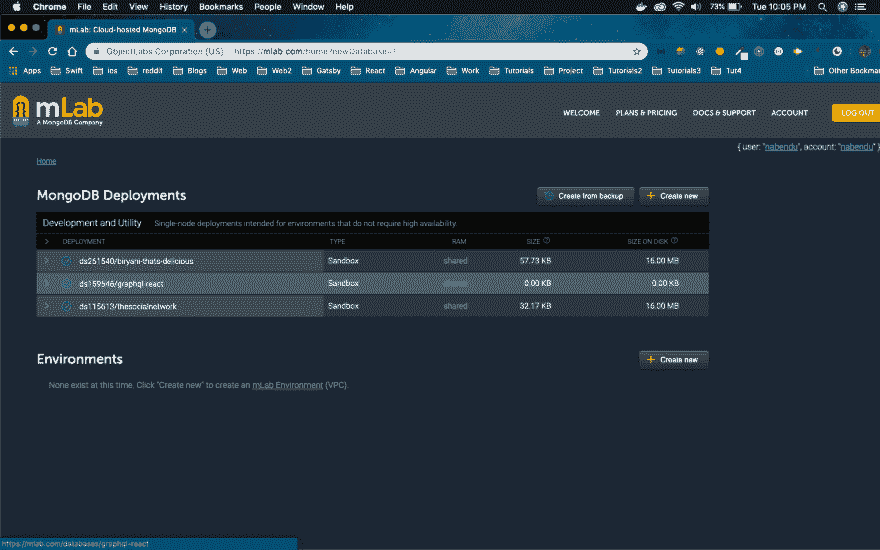 Chrome File Edit View History Bookmarks People Window Help 73% Tue 10:05 PM
mLab: Cloud-hosted MongoDB
ObjectLabs Corporation [US] https://mlab.com/
Apps Swift ios reddit Blogs Web Web2 Gatsby React Angular Work Tutorials Project Tutorials2 Tutorials3 Tut4 Other Bookmar
mLab
A MongoDB Company
WELCOME PLANS & PRICING DOCS & SUPPORT ACCOUNT LOG OUT
{ user: "nabendu", account: "nabendu" }
Home
MongoDB Deployments
Create from backup
Create new
Development and Utility Single-node deployments intended for environments that do not require high availability.
DEPLOYMENT TYPE RAM SIZE SIZE ON DISK
ds261540/biryani-thats-delicious Sandbox shared 57.73 KB 16.00 MB
ds159546/graphql-react Sandbox shared 0.00 KB 0.00 KB
ds115613/thesocialnetwork Sandbox shared 32.17 KB 16.00 MB
Environments
Create new
None exist at this time. Click "Create new" to create an mLab Environment (VPC).
https://mlab.com/databases/graphql-react